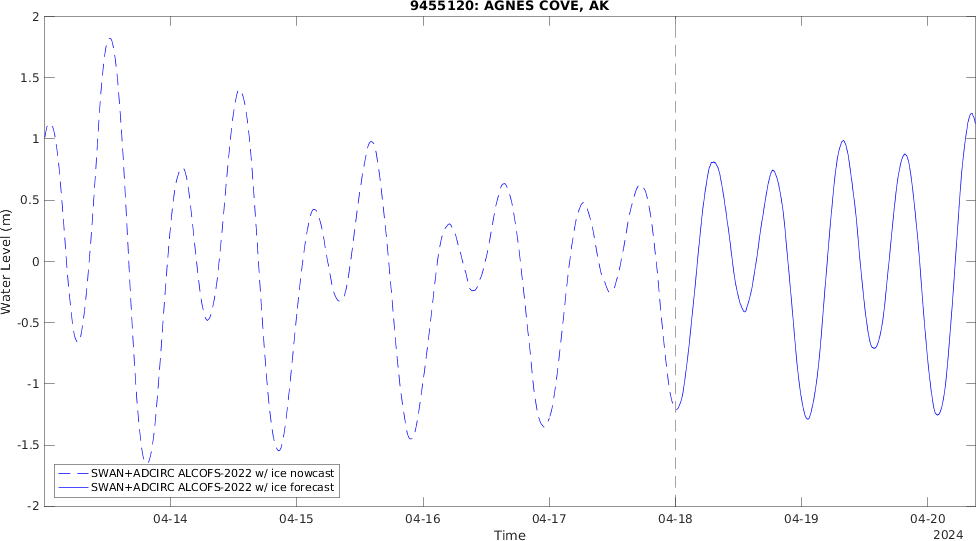 9455120: AGNES COVE, AK
Water Level (m)
2
1.5
1
0.5
0
-0.5
-1
-1.5
-2
SWAN+ADCIRC ALCOFS-2022 w/ ice nowcast
SWAN+ADCIRC ALCOFS-2022 w/ ice forecast
04-14 04-15 04-16 04-17 04-18 04-19 04-20
Time
2024